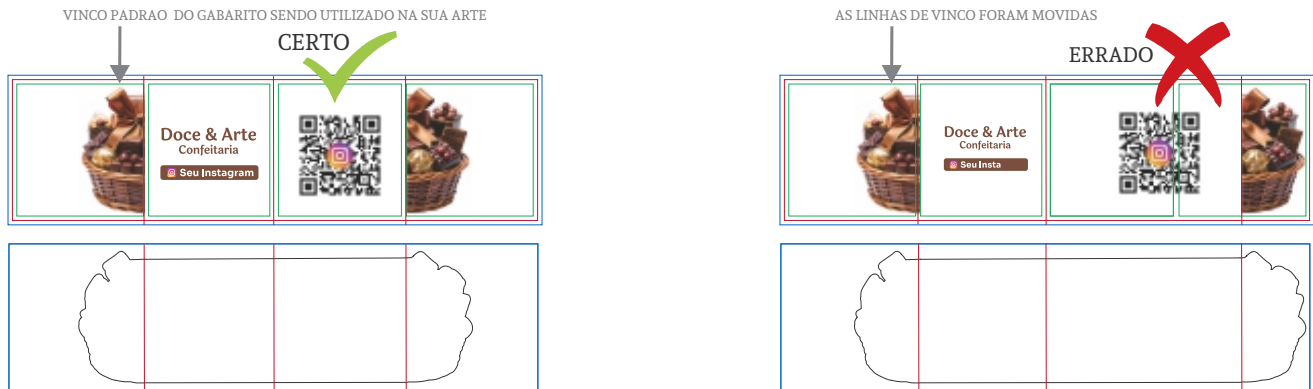 VINCO PADRAO DO GABARITO SENDO UTILIZADO NA SUA ARTE
CERTO
Doce & Arte
Confeitaria
Seu Instagram
AS LINHAS DE VINCO FORAM MOVIDAS
ERRADO
Doce & Arte
Confeitaria
Seu Insta